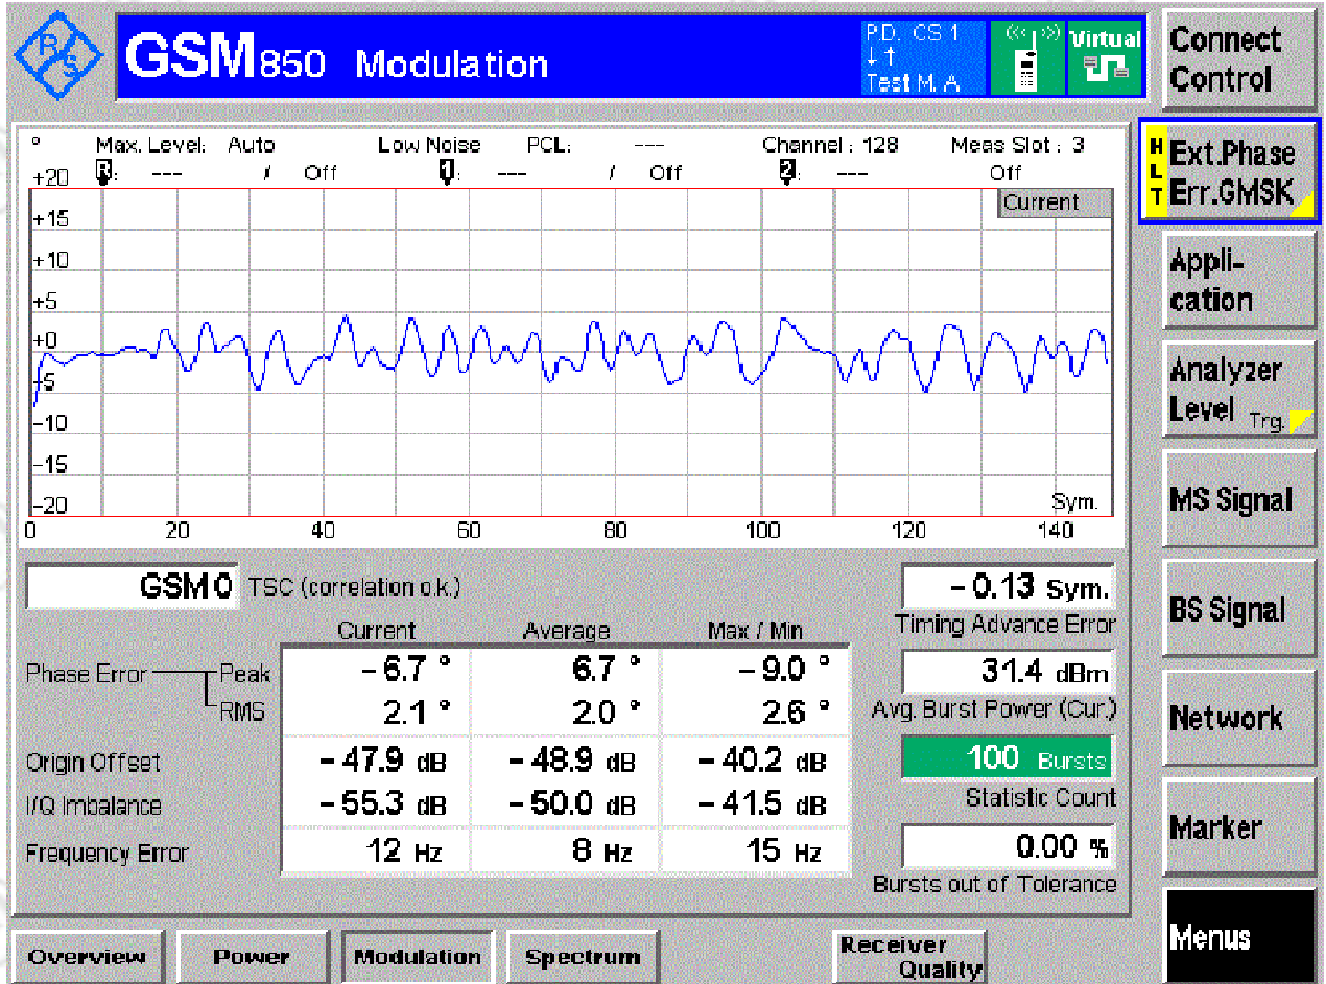 R S
GSM850 Modulation
PD. CS 1
↓↑
Test M. A
Virtual
Connect
Control
° Max. Level: Auto Low Noise PCL: --- Channel : 128 Meas Slot : 3
R : --- / Off 1 : --- / Off 2 : --- Off
Current
+20
+15
+10
+5
+0
-5
-10
-15
-20
Sym.
0 20 40 60 80 100 120 140
GSM 0 TSC (correlation o.k.)
Current Average Max / Min
Phase Error Peak -6.7 ° 6.7 ° -9.0 °
RMS 2.1 ° 2.0 ° 2.6 °
Origin Offset -47.9 dB -48.9 dB -40.2 dB
I/Q Imbalance -55.3 dB -50.0 dB -41.5 dB
Frequency Error 12 Hz 8 Hz 15 Hz
-0.13 Sym.
Timing Advance Error
31.4 dBm
Avg. Burst Power (Cur.)
100 Bursts
Statistic Count
0.00 %
Bursts out of Tolerance
HLT
Ext.Phase
Err.GMSK
Appli-
cation
Analyzer
Level Trg.
MS Signal
BS Signal
Network
Marker
Menus
Overview Power Modulation Spectrum Receiver
Quality